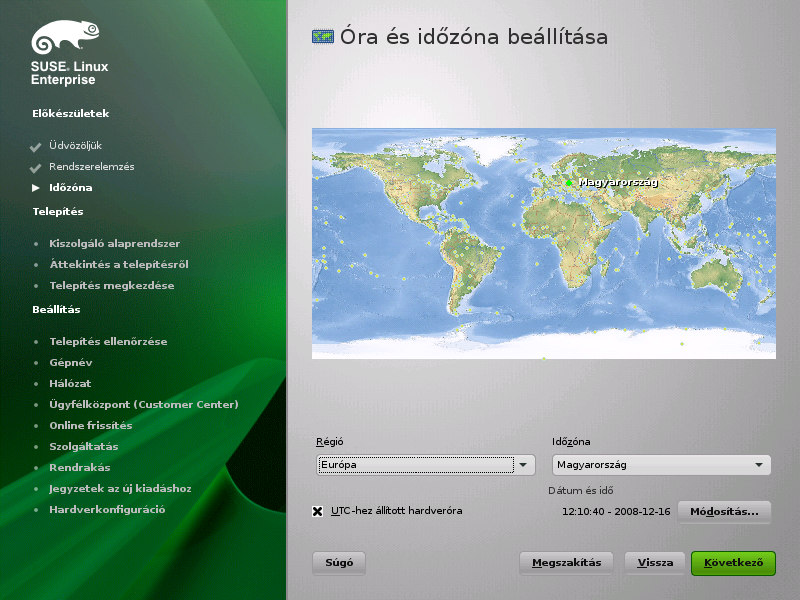 SUSE. Linux
Enterprise
Előkészületek
Üdvözöljük
Rendszerelemzés
Időzóna
Telepítés
Kiszolgáló alaprendszer
Áttekintés a telepítésről
Telepítés megkezdése
Beállítás
Telepítés ellenőrzése
Gépnév
Hálózat
Ügyfélközpont (Customer Center)
Online frissítés
Szolgáltatás
Rendrakás
Jegyzetek az új kiadáshoz
Hardverkonfiguráció
Óra és időzóna beállítása
Magyarország
Régió
Időzóna
Európa
Magyarország
Dátum és idő
UTC-hez állított hardveróra
12:10:40 - 2008-12-16
Módosítás...
Súgó
Megszakítás
Vissza
Következő